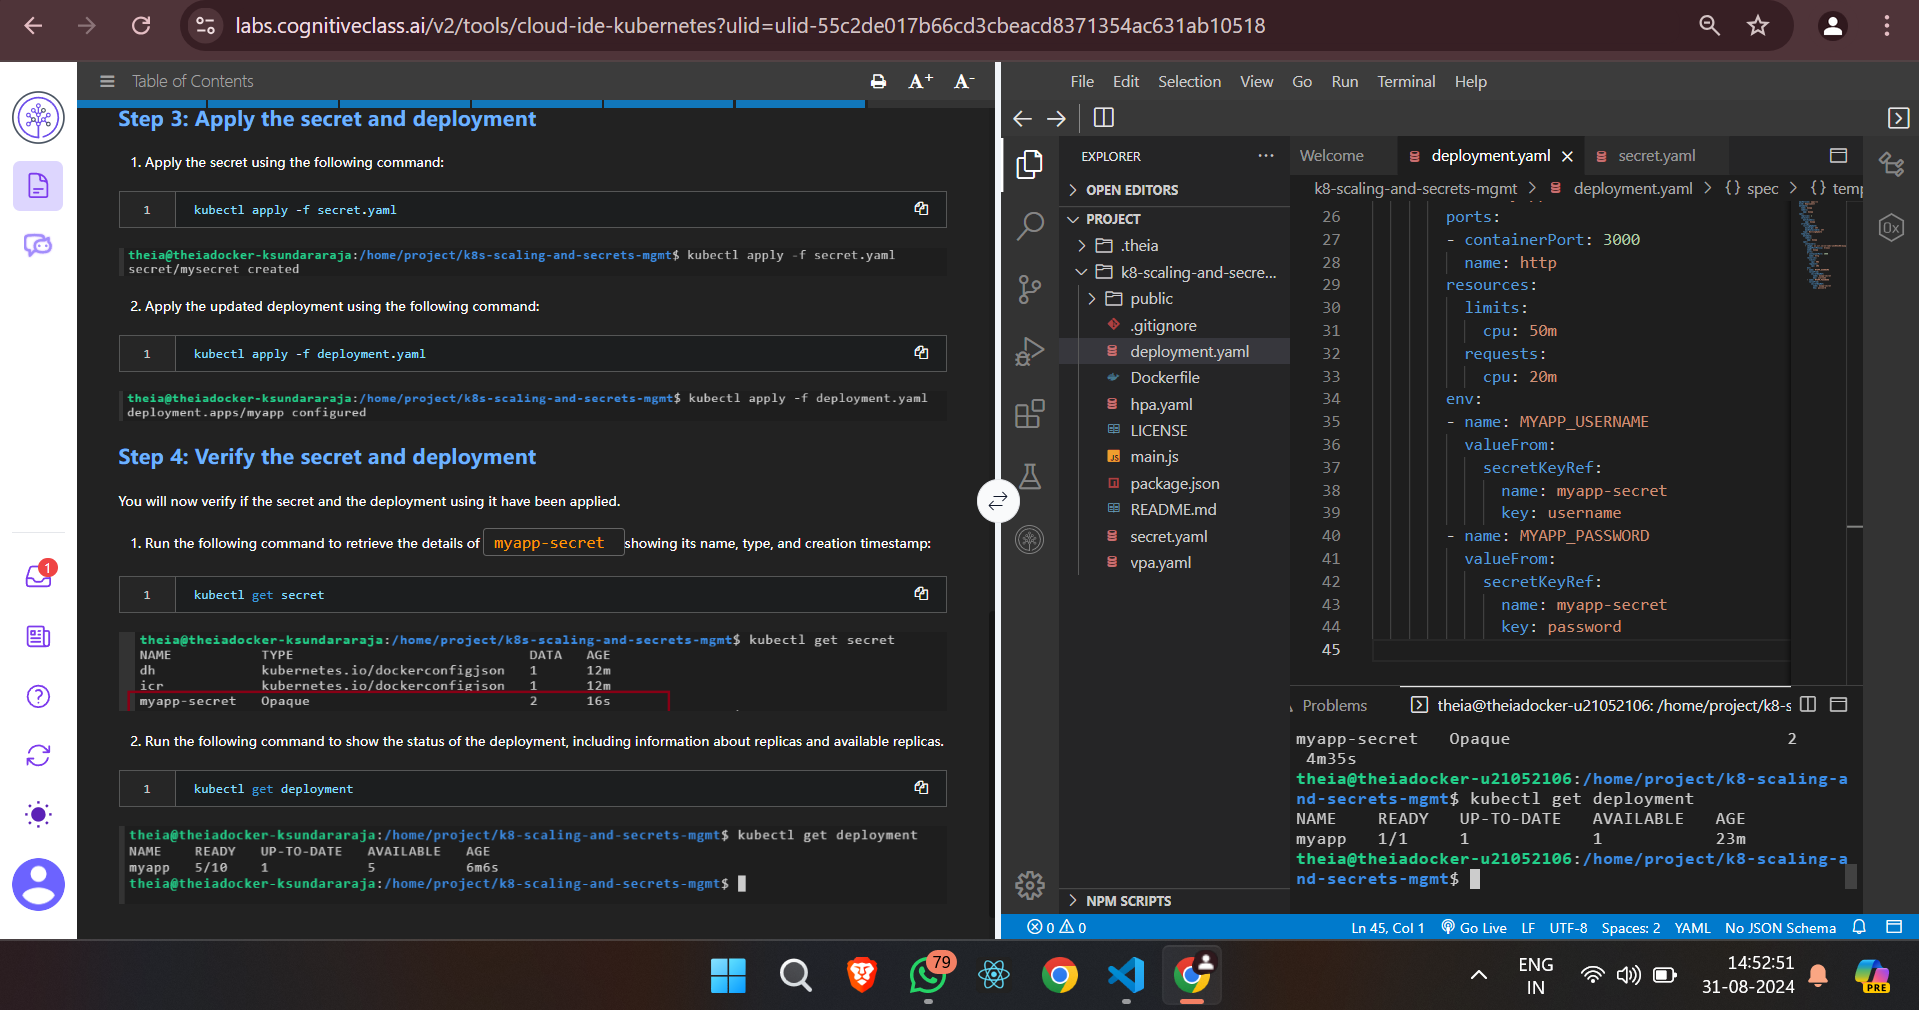 labs.cognitiveclass.ai/v2/tools/cloud-ide-kubernetes?ulid=ulid-55c2de017b66cd3cbeacd8371354ac631ab10518
Table of Contents
A+ A-
Step 3: Apply the secret and deployment
1. Apply the secret using the following command:
1 kubectl apply -f secret.yaml
theia@theiadocker-ksundararaja:/home/project/k8s-scaling-and-secrets-mgmt$ kubectl apply -f secret.yaml
secret/mysecret created
2. Apply the updated deployment using the following command:
1 kubectl apply -f deployment.yaml
theia@theiadocker-ksundararaja:/home/project/k8s-scaling-and-secrets-mgmt$ kubectl apply -f deployment.yaml
deployment.apps/myapp configured
Step 4: Verify the secret and deployment
You will now verify if the secret and the deployment using it have been applied.
1. Run the following command to retrieve the details of myapp-secret showing its name, type, and creation timestamp:
1 kubectl get secret
theia@theiadocker-ksundararaja:/home/project/k8s-scaling-and-secrets-mgmt$ kubectl get secret
NAME TYPE DATA AGE
dh kubernetes.io/dockerconfigjson 1 12m
icr kubernetes.io/dockerconfigjson 1 12m
myapp-secret Opaque 2 16s
2. Run the following command to show the status of the deployment, including information about replicas and available replicas.
1 kubectl get deployment
theia@theiadocker-ksundararaja:/home/project/k8s-scaling-and-secrets-mgmt$ kubectl get deployment
NAME READY UP-TO-DATE AVAILABLE AGE
myapp 5/10 1 5 6m6s
theia@theiadocker-ksundararaja:/home/project/k8s-scaling-and-secrets-mgmt$
1
File Edit Selection View Go Run Terminal Help
EXPLORER
OPEN EDITORS
PROJECT
.theia
k8-scaling-and-secre...
public
.gitignore
deployment.yaml
Dockerfile
hpa.yaml
LICENSE
main.js
package.json
README.md
secret.yaml
vpa.yaml
NPM SCRIPTS
Welcome deployment.yaml secret.yaml
k8-scaling-and-secrets-mgmt > deployment.yaml > {} spec > {} temp
26 ports:
27 - containerPort: 3000
28 name: http
29 resources:
30 limits:
31 cpu: 50m
32 requests:
33 cpu: 20m
34 env:
35 - name: MYAPP_USERNAME
36 valueFrom:
37 secretKeyRef:
38 name: myapp-secret
39 key: username
40 - name: MYAPP_PASSWORD
41 valueFrom:
42 secretKeyRef:
43 name: myapp-secret
44 key: password
45
Problems theia@theiadocker-u21052106: /home/project/k8-s
myapp-secret Opaque 2
4m35s
theia@theiadocker-u21052106:/home/project/k8-scaling-a
nd-secrets-mgmt$ kubectl get deployment
NAME READY UP-TO-DATE AVAILABLE AGE
myapp 1/1 1 1 23m
theia@theiadocker-u21052106:/home/project/k8-scaling-a
nd-secrets-mgmt$
0 0 Ln 45, Col 1 Go Live LF UTF-8 Spaces: 2 YAML No JSON Schema
79
ENG
IN
14:52:51
31-08-2024
PRE